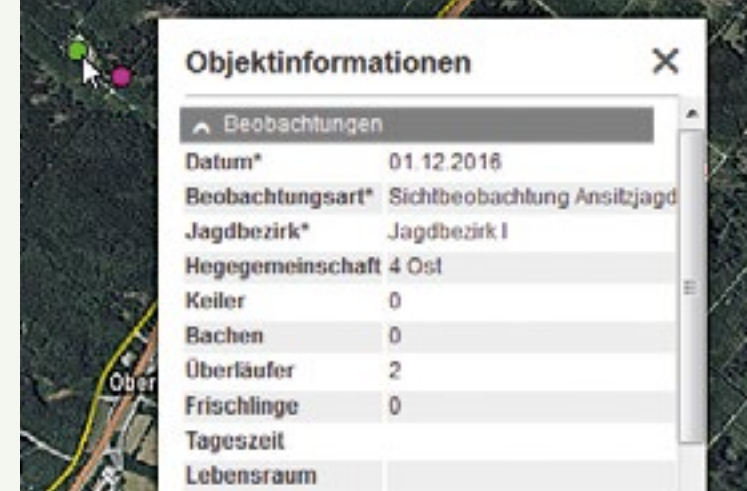 Objektinformationen
Beobachtungen
Datum* 01.12.2016
Beobachtungsart* Sichtbeobachtung Ansitzjagd
Jagdbezirk* Jagdbezirk I
Hegegemeinschaft 4 Ost
Keiler 0
Bachen 0
Überläufer 2
Frischlinge 0
Tageszeit
Lebensraum
Ober